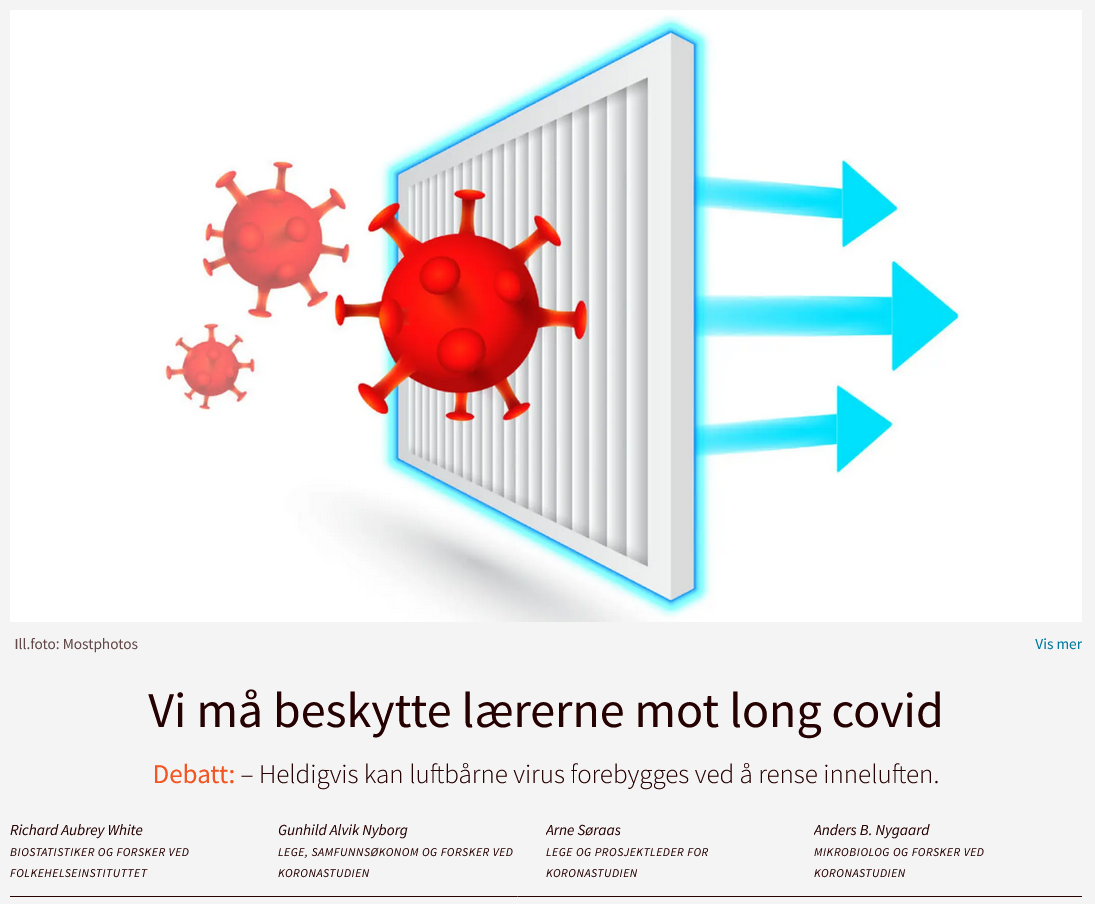 Ill.foto: Mostphotos
Vis mer
Vi må beskytte lærerne mot long covid
Debatt: – Heldigvis kan luftbårne virus forebygges ved å rense inneluften.
Richard Aubrey White
BIOSTATISTIKER OG FORSKER VED
FOLKEHELSEINSTITUTTET
Gunhild Alvik Nyborg
LEGE, SAMFUNNSØKONOM OG FORSKER VED
KORONASTUDIEN
Arne Søraas
LEGE OG PROSJEKTLEDER FOR
KORONASTUDIEN
Anders B. Nygaard
MIKROBIOLOG OG FORSKER VED
KORONASTUDIEN